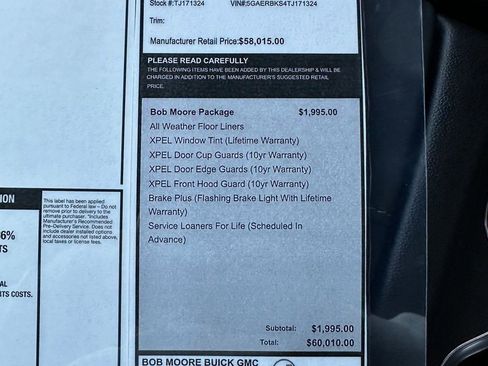 Stock #:TJ171324 VIN#:5GAERBKS4TJ171324
Trim:
Manufacturer Retail Price:$58,015.00
PLEASE READ CAREFULLY
THE FOLLOWING ITEMS HAVE BEEN ADDED BY THIS DEALERSHIP & WILL BE
CHARGED IN ADDITION TO THE MANUFACTURER'S SUGGESTED RETAIL
PRICE.
Bob Moore Package $1,995.00
All Weather Floor Liners
XPEL Window Tint (Lifetime Warranty)
XPEL Door Cup Guards (10yr Warranty)
XPEL Door Edge Guards (10yr Warranty)
XPEL Front Hood Guard (10yr Warranty)
Brake Plus (Flashing Brake Light With Lifetime
Warranty)
Service Loaners For Life (Scheduled In
Advance)
Subtotal: $1,995.00
Total: $60,010.00
BOB MOORE BUICK GMC
ION
6%
TS
AL
RTS COSTS.
This label has been applied
pursuant to Federal law - Do not
remove prior to delivery to the
ultimate purchaser. *Includes
Manufacturer's Recommended
Pre-Delivery Service. Does not
include dealer installed options
and accessories not listed above,
local taxes or license fees.